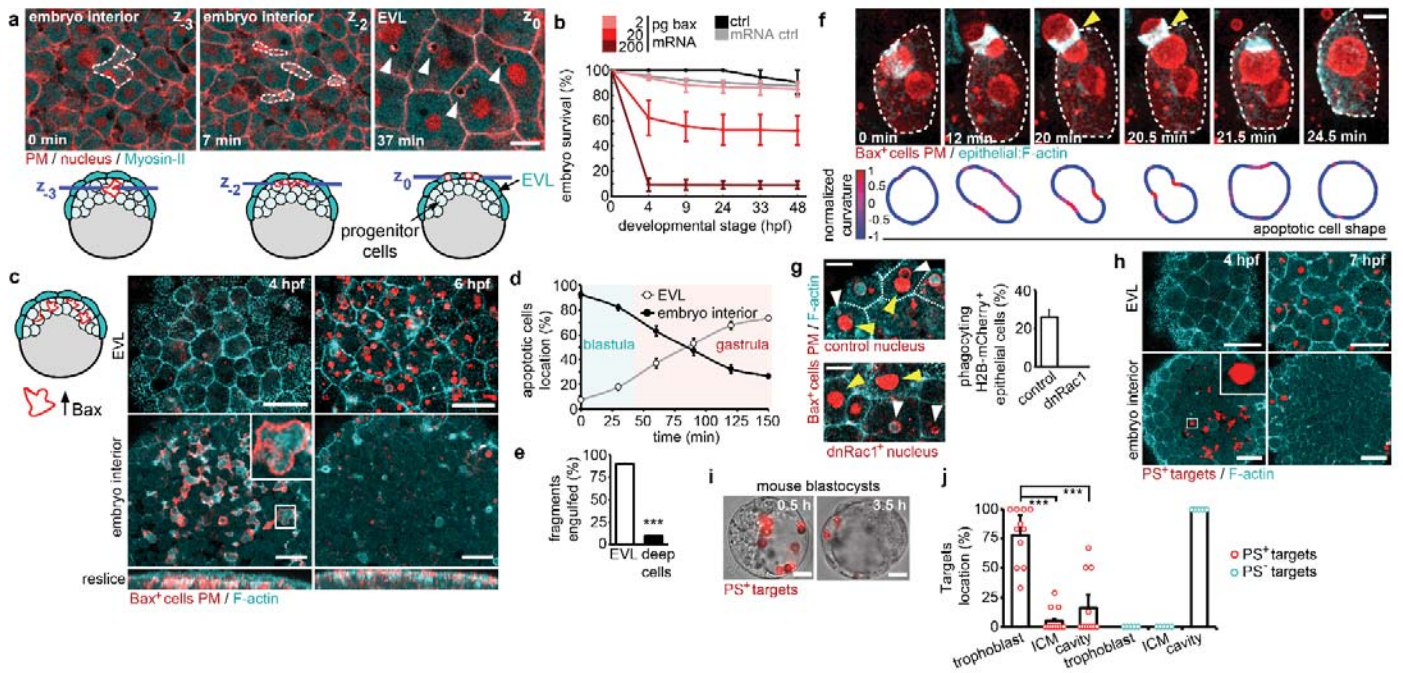 a
embryo interior z-3
0 min
embryo interior z-2
7 min
EVL z0
37 min
PM / nucleus / Myosin-II
z-3
z-2
z0
EVL
progenitor
cells
b
2
20
200
pg bax
mRNA
ctrl
mRNA ctrl
embryo survival (%)
100
80
60
40
20
0
0 4 9 24 33 48
developmental stage (hpf)
c
Bax
4 hpf
6 hpf
EVL
embryo interior
reslice
Bax+cells PM / F-actin
d
EVL
embryo interior
apoptotic cells
location (%)
100
80
60
40
20
0
blastula
gastrula
0 25 50 75 100 125 150
time (min)
e
fragments
engulfed (%)
100
75
50
25
0
***
EVL deep
cells
f
0 min
12 min
20 min
20.5 min
21.5 min
24.5 min
Bax+cells PM / epithelial:F-actin
normalized
curvature
1
0.5
0
-0.5
-1
apoptotic cell shape
g
Bax+cells PM / F-actin
control nucleus
dnRac1+ nucleus
phagocyting
H2B-mCherry+
epithelial cells (%)
40
20
0
control
dnRac1
h
4 hpf
7 hpf
EVL
embryo interior
PS+targets / F-actin
i
mouse blastocysts
0.5 h
3.5 h
PS+targets
j
Targets
location (%)
100
75
50
25
0
***
***
trophoblast
ICM
cavity
trophoblast
ICM
cavity
PS+ targets
PS- targets